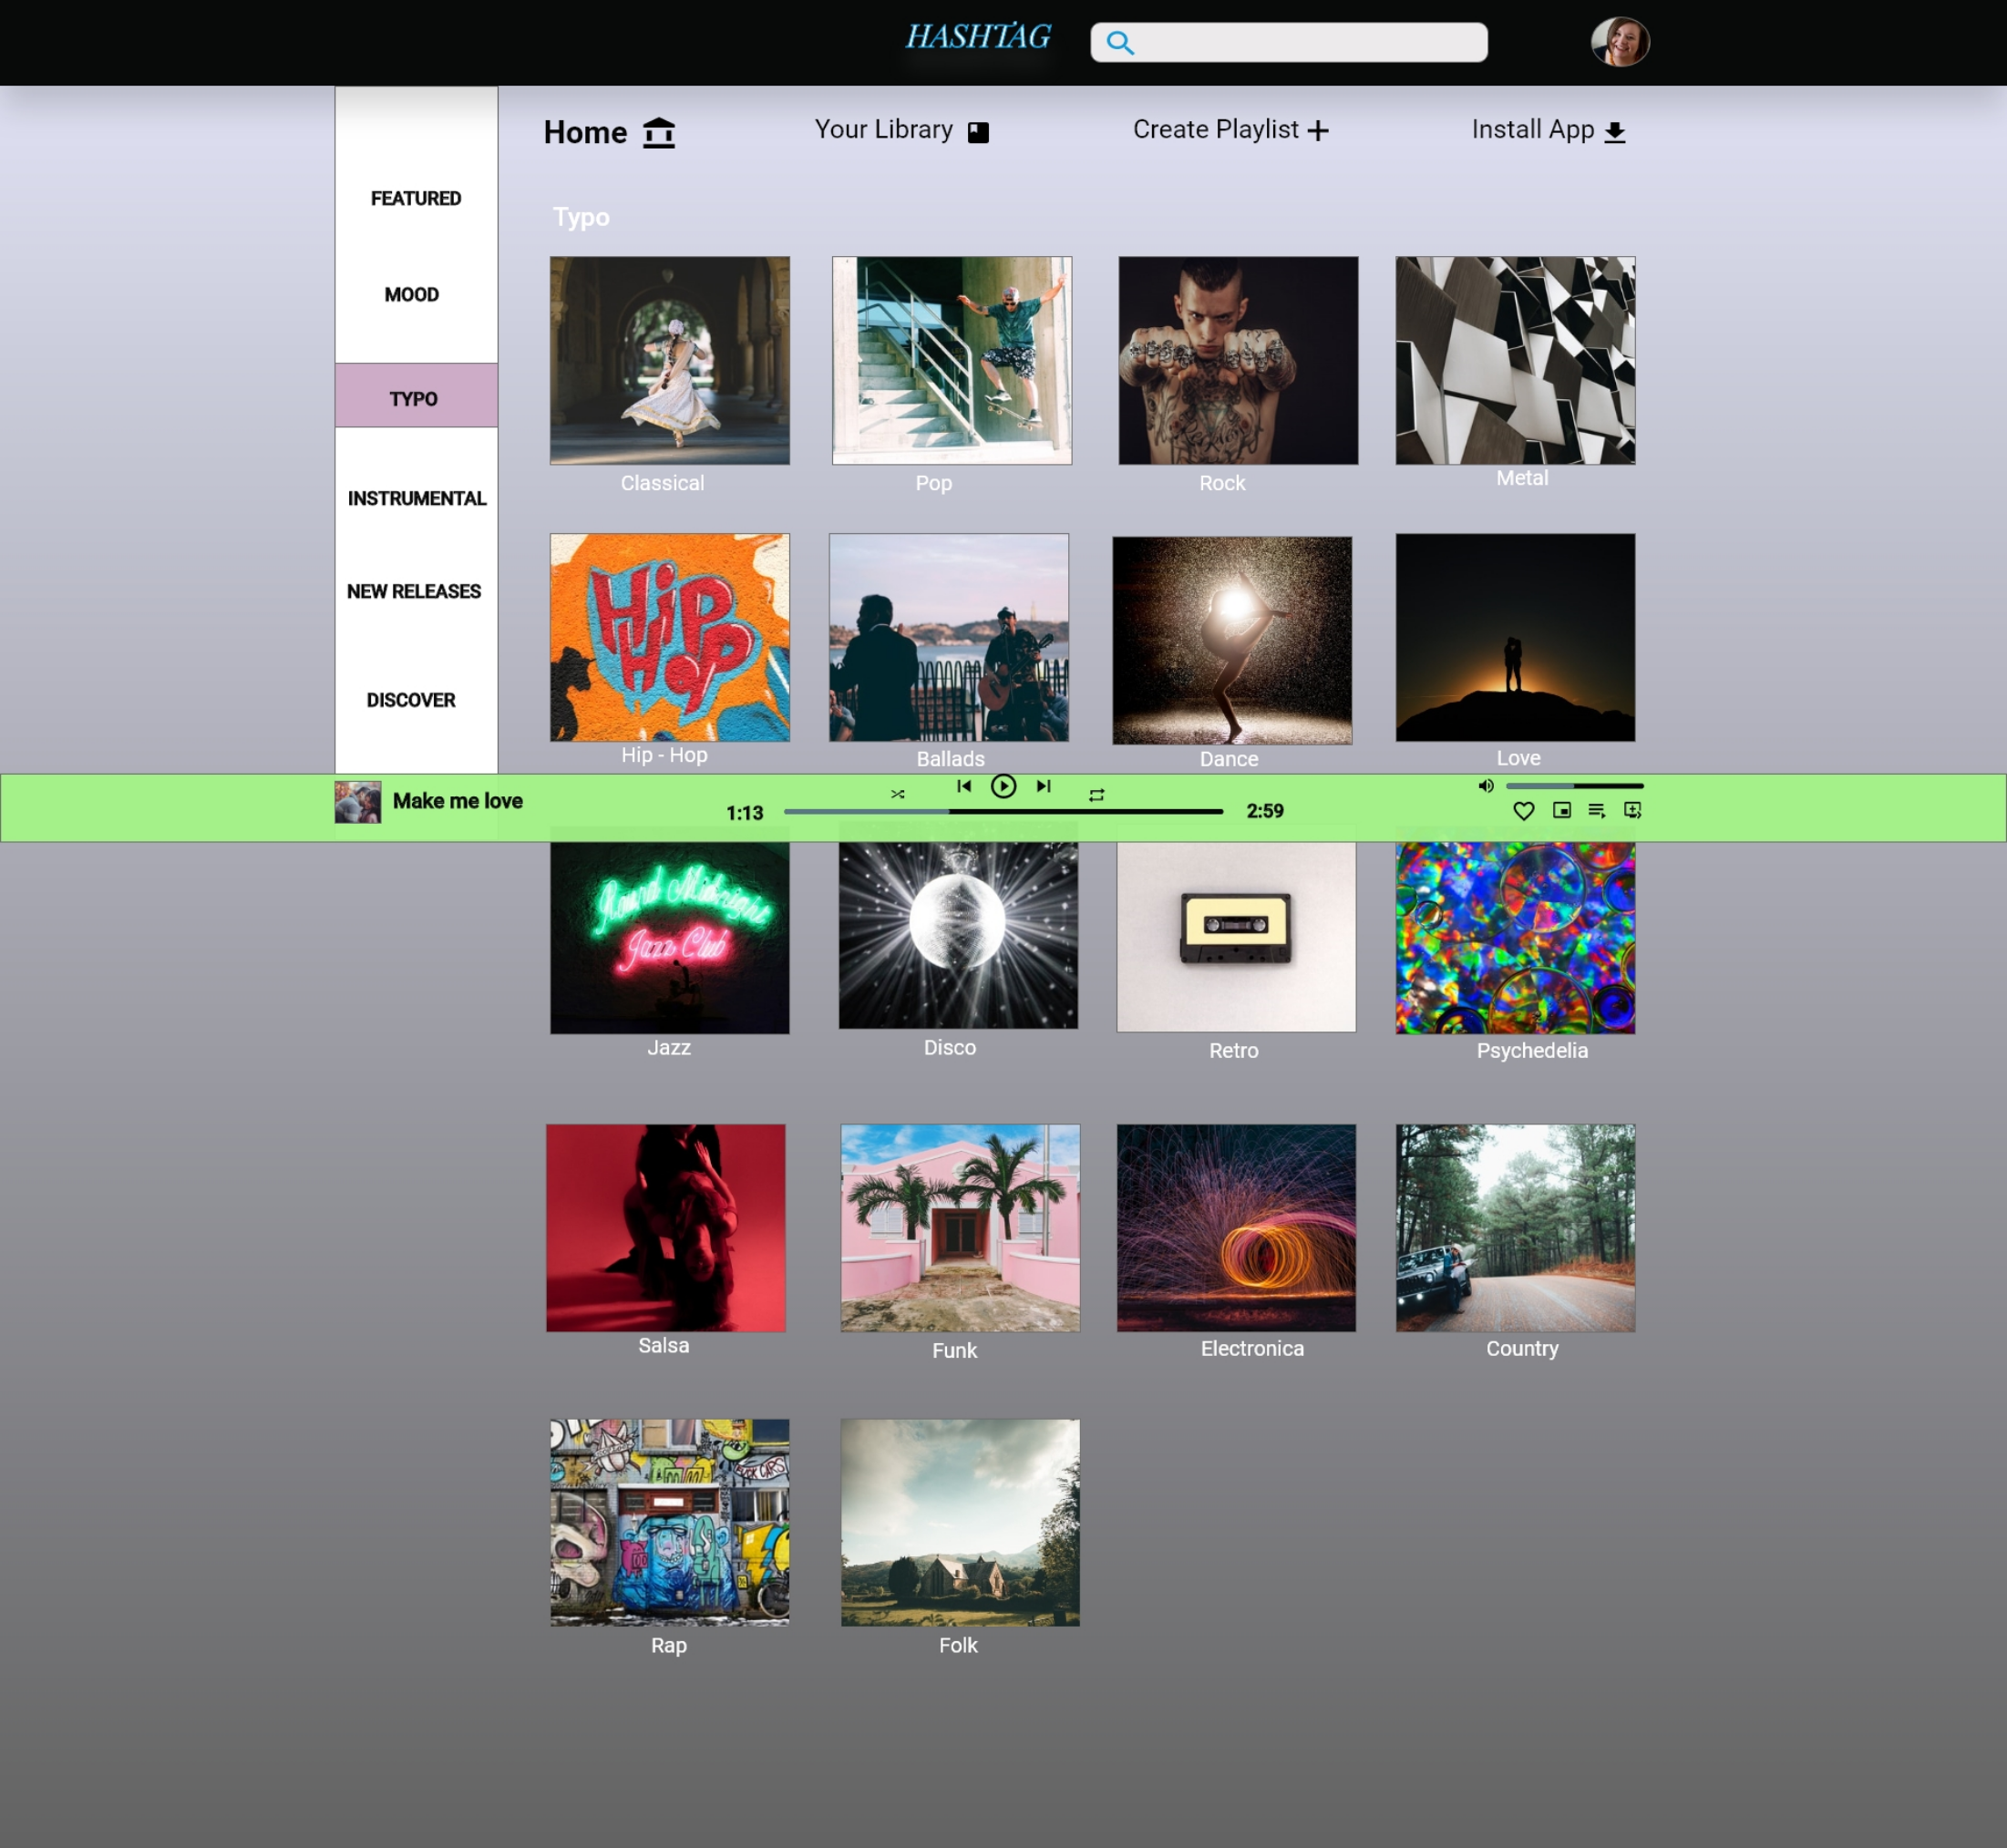 HASHTAG
Home
Your Library
Create Playlist
Install App
FEATURED
MOOD
TYPO
INSTRUMENTAL
NEW RELEASES
DISCOVER
Typo
Classical
Pop
Rock
Metal
Hip Hop
Hip - Hop
Ballads
Dance
Love
Make me love
1:13
2:59
Round Midnight
Jazz Club
Jazz
Disco
Retro
Psychedelia
Salsa
Funk
Electronica
Country
Rap
Folk